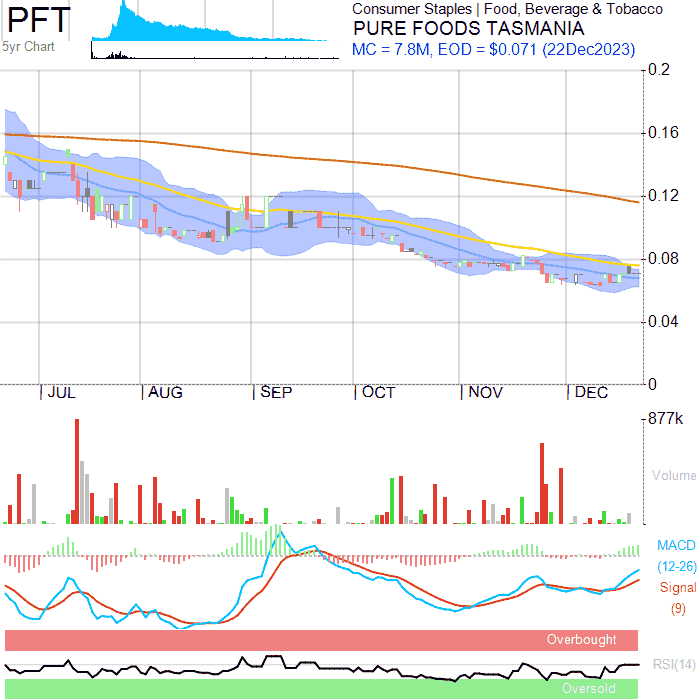 PFT
5yr Chart
Consumer Staples | Food, Beverage & Tobacco
PURE FOODS TASMANIA
MC = 7.8M, EOD = $0.071 (22Dec2023)
0.2
0.16
0.12
0.08
0.04
0
| JUL | AUG | SEP | OCT | NOV | DEC
877k
Volume
MACD
(12-26)
Signal
(9)
Overbought
RSI(14)
Oversold